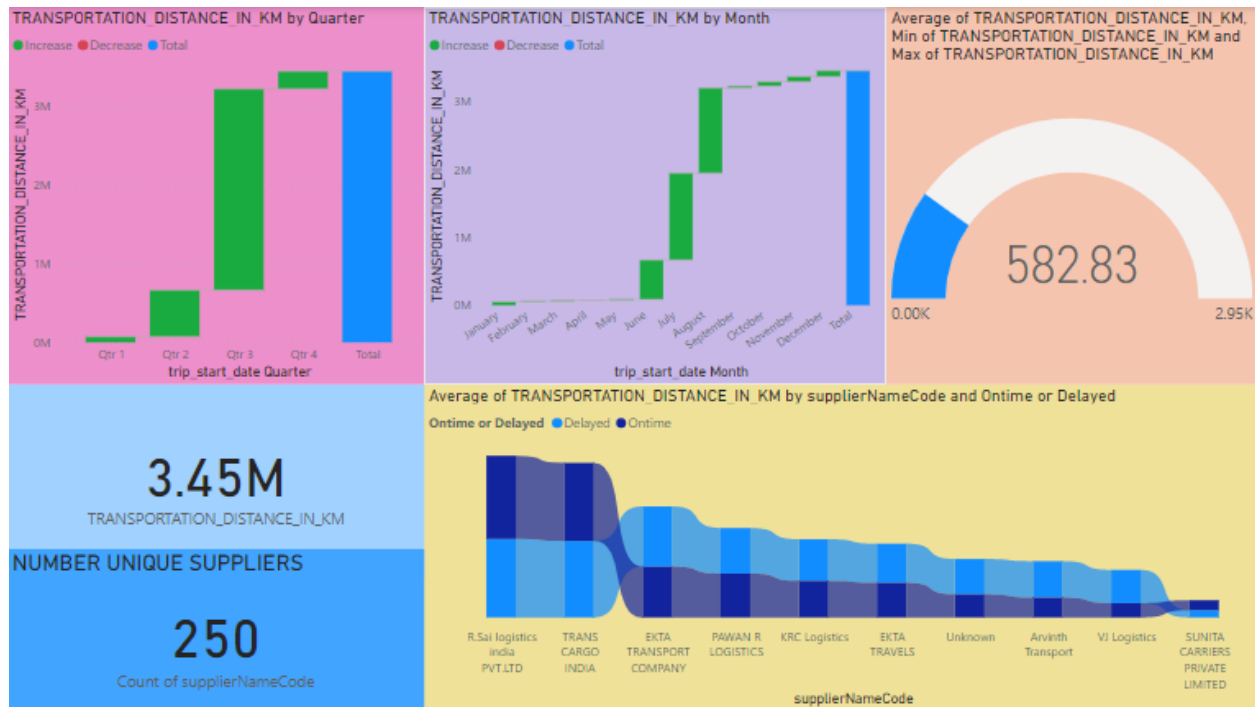 TRANSPORTATION_DISTANCE_IN_KM by Quarter
Increase Decrease Total
TRANSPORTATION_DISTANCE_IN_KM
3M
2M
1M
0M
Qtr 1 Qtr 2 Qtr 3 Qtr 4 Total
trip_start_date Quarter
TRANSPORTATION_DISTANCE_IN_KM by Month
Increase Decrease Total
TRANSPORTATION_DISTANCE_IN_KM
3M
2M
1M
0M
January February March April May June July August September October November December Total
trip_start_date Month
Average of TRANSPORTATION_DISTANCE_IN_KM,
Min of TRANSPORTATION_DISTANCE_IN_KM and
Max of TRANSPORTATION_DISTANCE_IN_KM
582.83
0.00K 2.95K
3.45M
TRANSPORTATION_DISTANCE_IN_KM
NUMBER UNIQUE SUPPLIERS
250
Count of supplierNameCode
Average of TRANSPORTATION_DISTANCE_IN_KM by supplierNameCode and Ontime or Delayed
Ontime or Delayed Delayed Ontime
R.Sai logistics
india
PVT.LTD
TRANS
CARGO
INDIA
EKTA
TRANSPORT
COMPANY
PAWAN R
LOGISTICS
KRC Logistics
EKTA
TRAVELS
Unknown
Arvinth
Transport
VJ Logistics
SUNITA
CARRIERS
PRIVATE
LIMITED
supplierNameCode